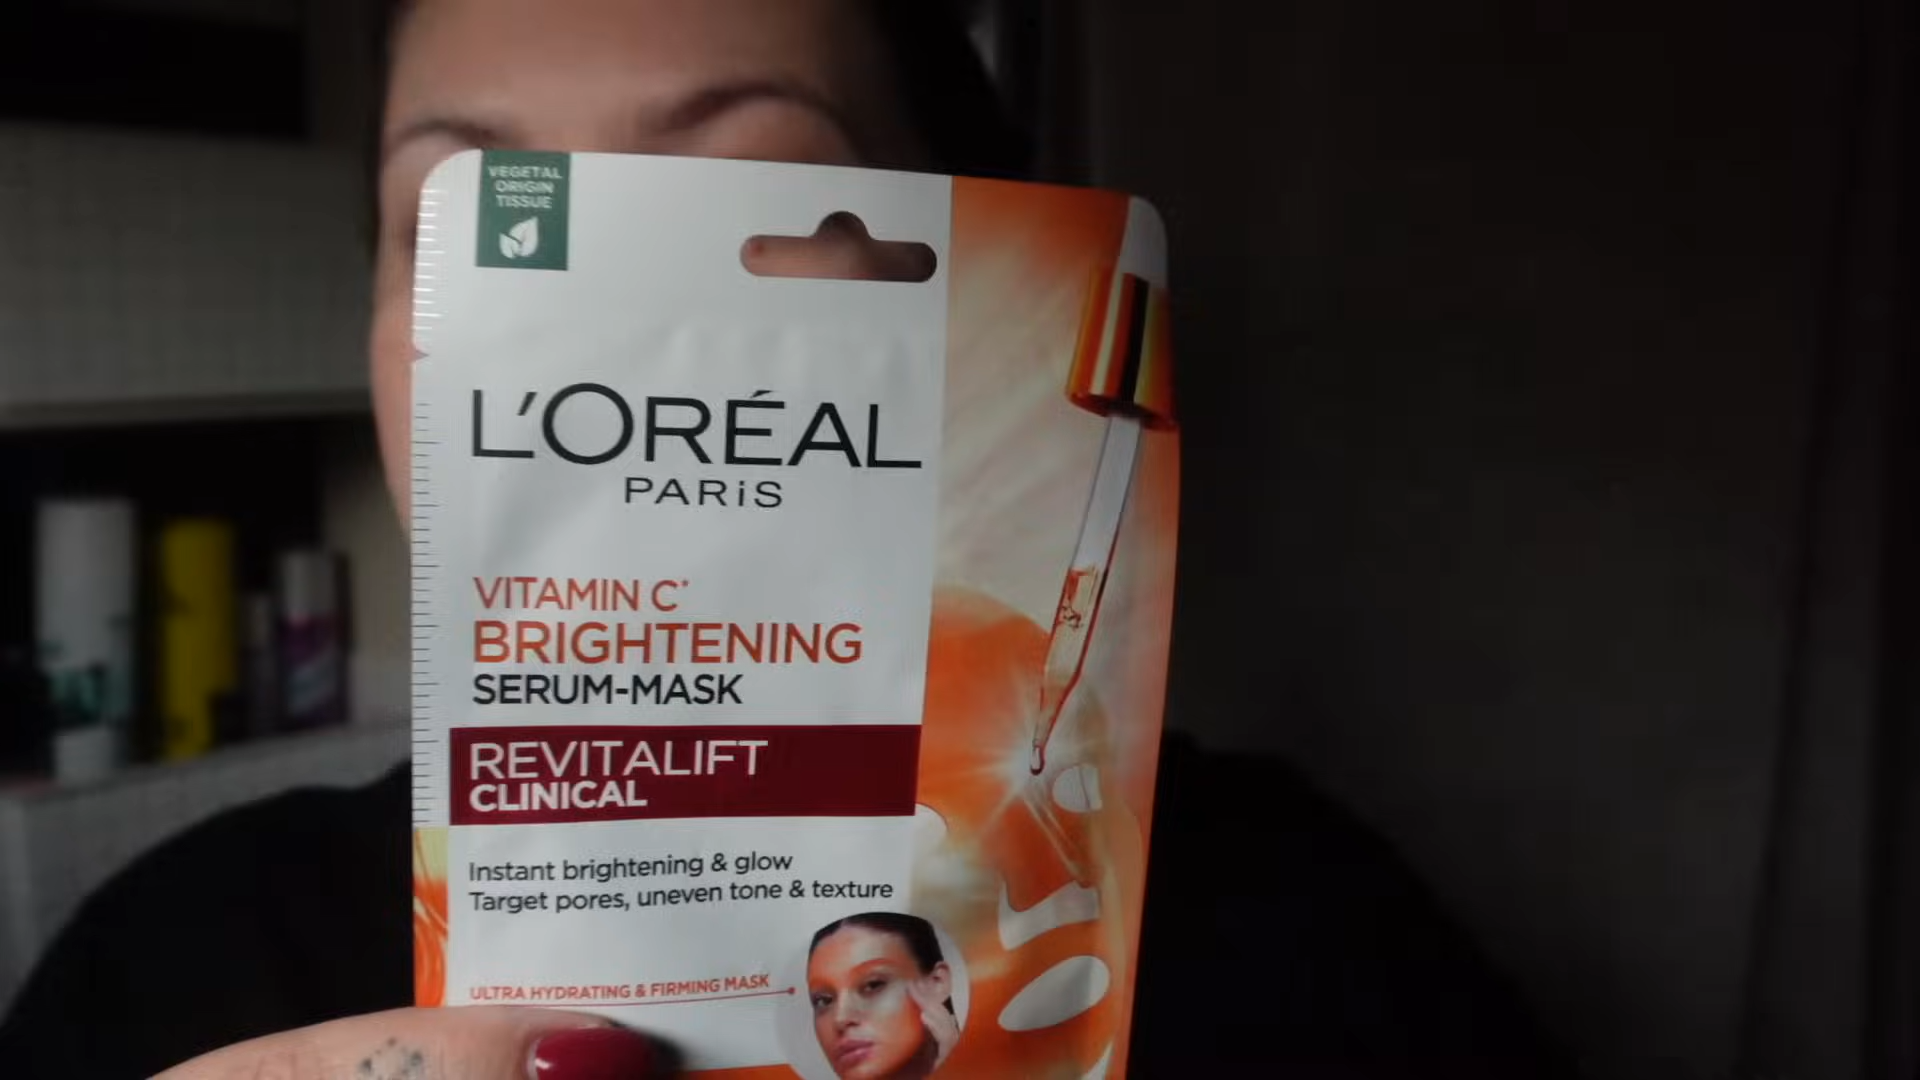 VEGETAL
ORIGIN
TISSUE
L'ORÉAL
PARiS
VITAMIN C*
BRIGHTENING
SERUM-MASK
REVITALIFT
CLINICAL
Instant brightening & glow
Target pores, uneven tone & texture
ULTRA HYDRATING & FIRMING MASK